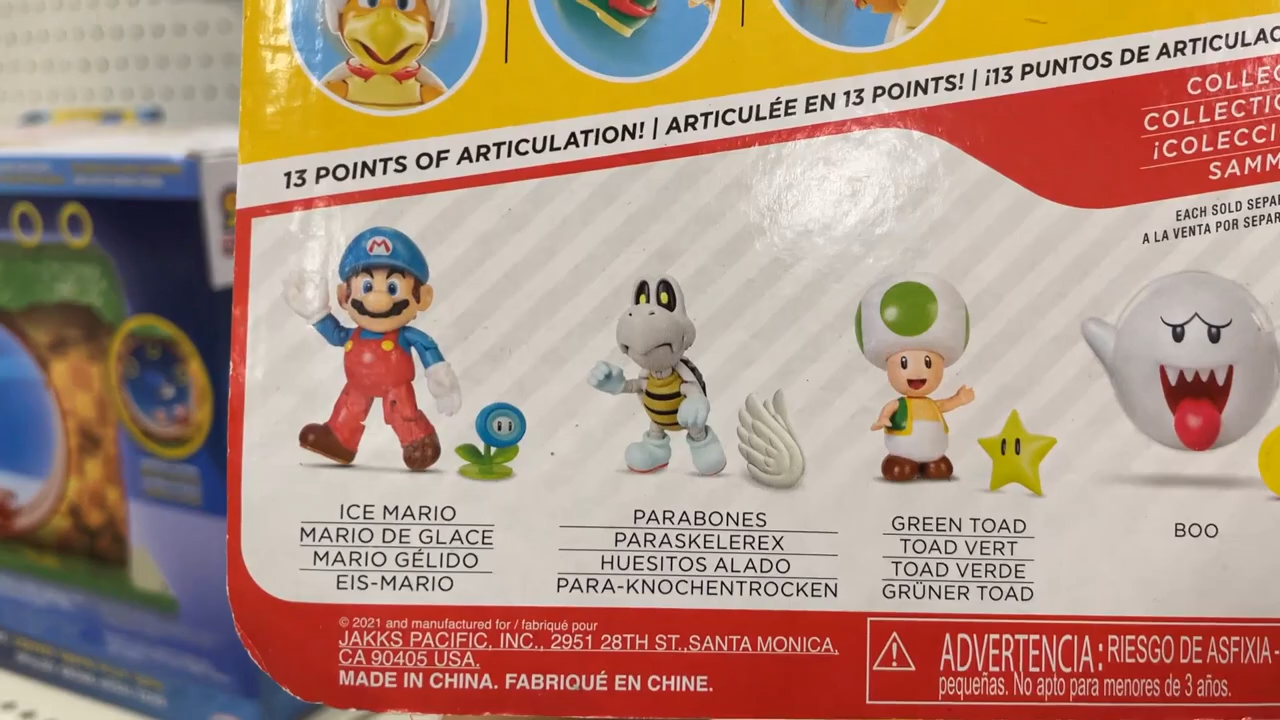 13 POINTS OF ARTICULATION! | ARTICULÉE EN 13 POINTS! | ¡13 PUNTOS DE ARTICULAC
COLLEC
COLLECTIO
¡COLECCI
SAMM
EACH SOLD SEPA
A LA VENTA POR SEPAR
M
ICE MARIO
MARIO DE GLACE
MARIO GÉLIDO
EIS-MARIO
PARABONES
PARASKELEREX
HUESITOS ALADO
PARA-KNOCHENTROCKEN
GREEN TOAD
TOAD VERT
TOAD VERDE
GRÜNER TOAD
BOO
© 2021 and manufactured for / fabriqué pour
JAKKS PACIFIC, INC., 2951 28TH ST., SANTA MONICA,
CA 90405 USA.
MADE IN CHINA. FABRIQUÉ EN CHINE.
ADVERTENCIA: RIESGO DE ASFIXIA-
pequeñas. No apto para menores de 3 años.